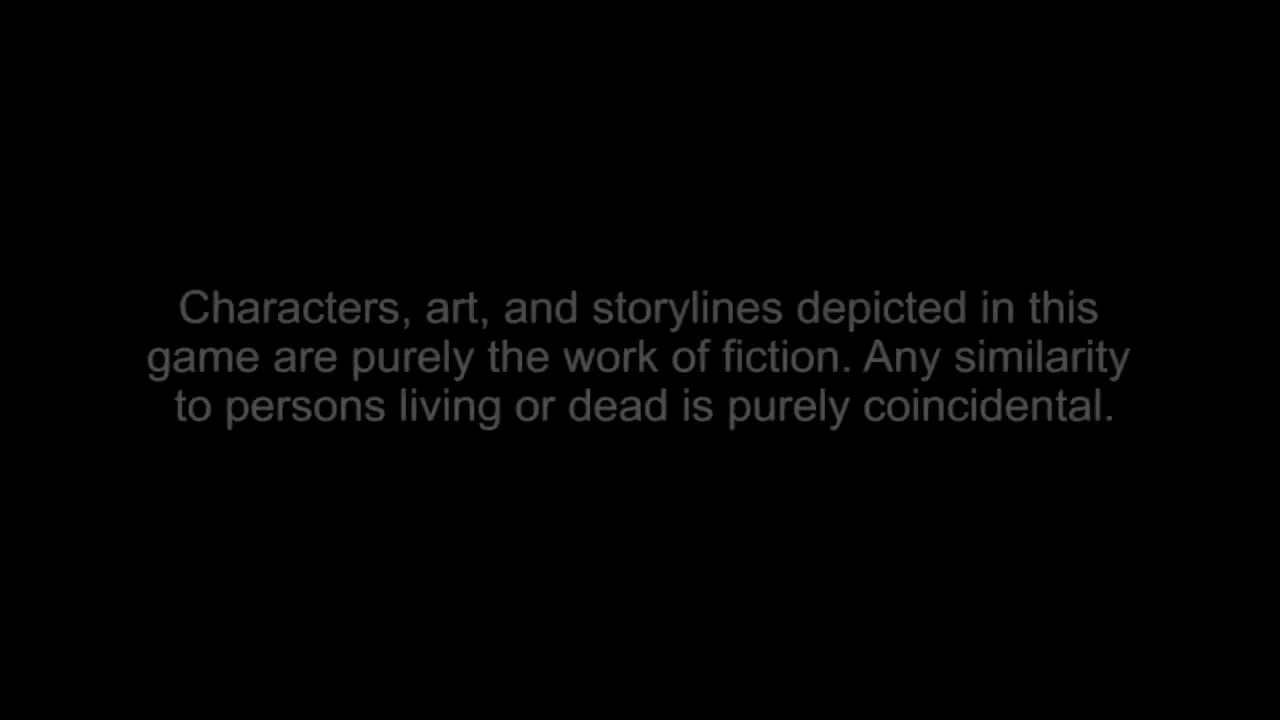 Characters, art, and storylines depicted in this
game are purely the work of fiction. Any similarity
to persons living or dead is purely coincidental.